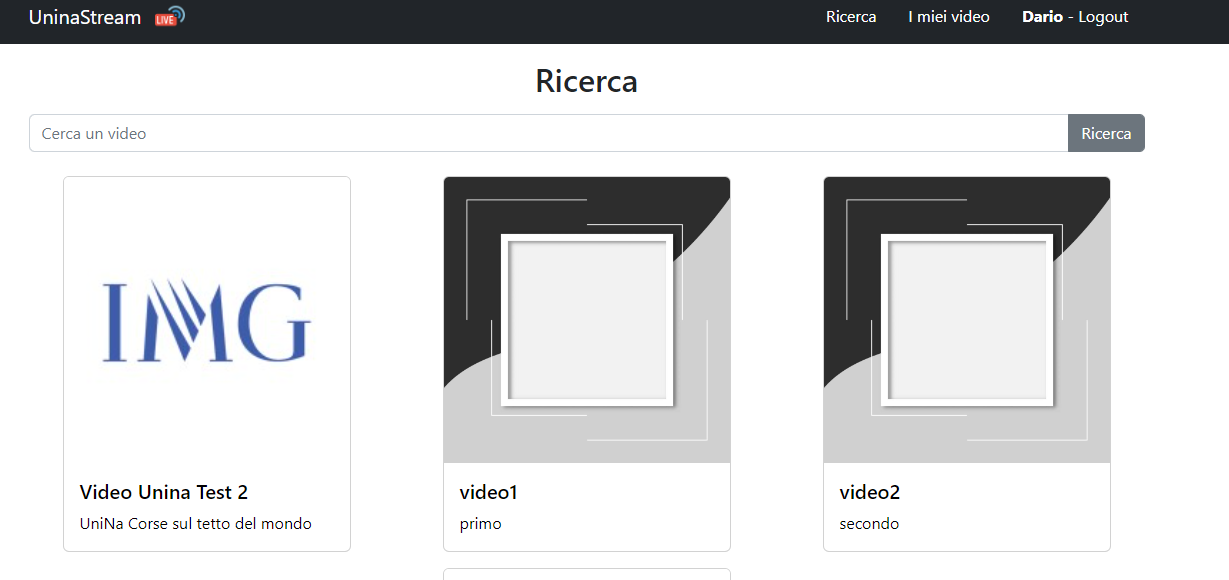 UninaStream LIVE Ricerca I miei video Dario - Logout
Ricerca
Cerca un video Ricerca
IMG
Video Unina Test 2
UniNa Corse sul tetto del mondo
video1
primo
video2
secondo